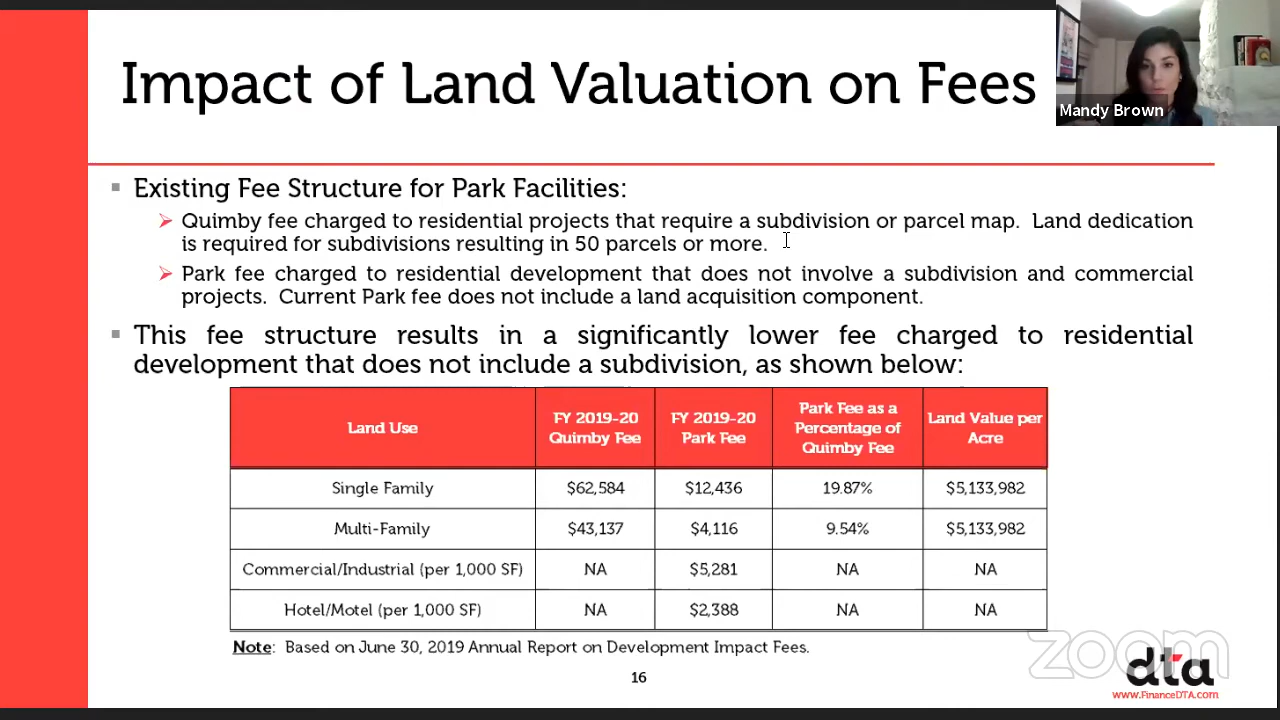 Impact of Land Valuation on Fees
Mandy Brown
Existing Fee Structure for Park Facilities:
Quimby fee charged to residential projects that require a subdivision or parcel map. Land dedication
is required for subdivisions resulting in 50 parcels or more.
Park fee charged to residential development that does not involve a subdivision and commercial
projects. Current Park fee does not include a land acquisition component.
This fee structure results in a significantly lower fee charged to residential
development that does not include a subdivision, as shown below:
Land Use
FY 2019-20
Quimby Fee
FY 2019-20
Park Fee
Park Fee as a
Percentage of
Quimby Fee
Land Value per
Acre
Single Family $62,584 $12,436 19.87% $5,133,982
Multi-Family $43,137 $4,116 9.54% $5,133,982
Commercial/Industrial (per 1,000 SF) NA $5,281 NA NA
Hotel/Motel (per 1,000 SF) NA $2,388 NA NA
Note: Based on June 30, 2019 Annual Report on Development Impact Fees.
16
zoom
dta
www.FinanceDTA.com